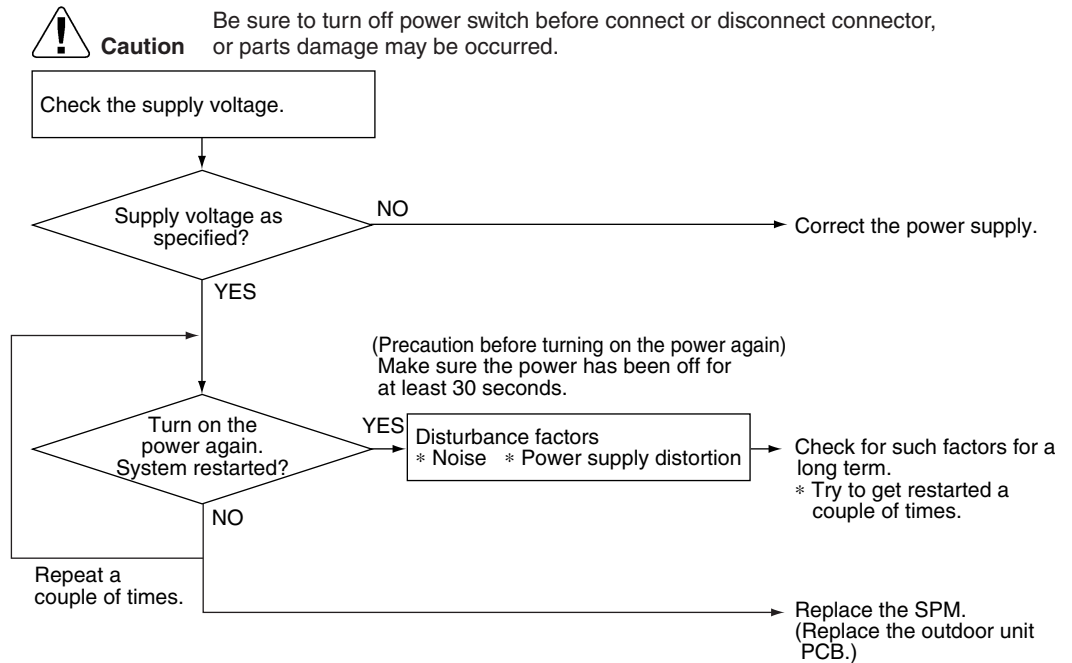 Be sure to turn off power switch before connect or disconnect connector,
Caution or parts damage may be occurred.
Check the supply voltage.
Supply voltage as
specified?
NO
Correct the power supply.
YES
(Precaution before turning on the power again)
Make sure the power has been off for
at least 30 seconds.
Turn on the
power again.
System restarted?
YES
Disturbance factors
* Noise * Power supply distortion
Check for such factors for a
long term.
* Try to get restarted a
couple of times.
NO
Repeat a
couple of times.
Replace the SPM.
(Replace the outdoor unit
PCB.)